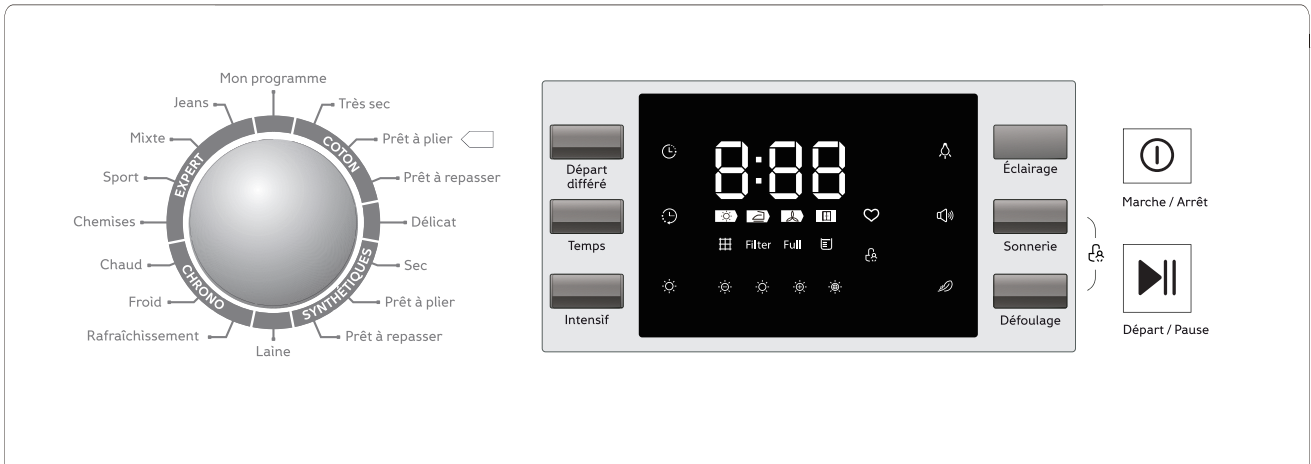 Mon programme
Jeans
Très sec
Mixte
Prêt à plier
Sport
Prêt à repasser
Chemises
Délicat
Chaud
Sec
Froid
Prêt à plier
Rafraîchissement
Prêt à repasser
Laine
EXPERT
COTON
CHRONO
SYNTHÉTIQUES
Départ
différé
Temps
Intensif
8:88
Filter Full
Éclairage
Sonnerie
Défoulage
Marche / Arrêt
Départ / Pause